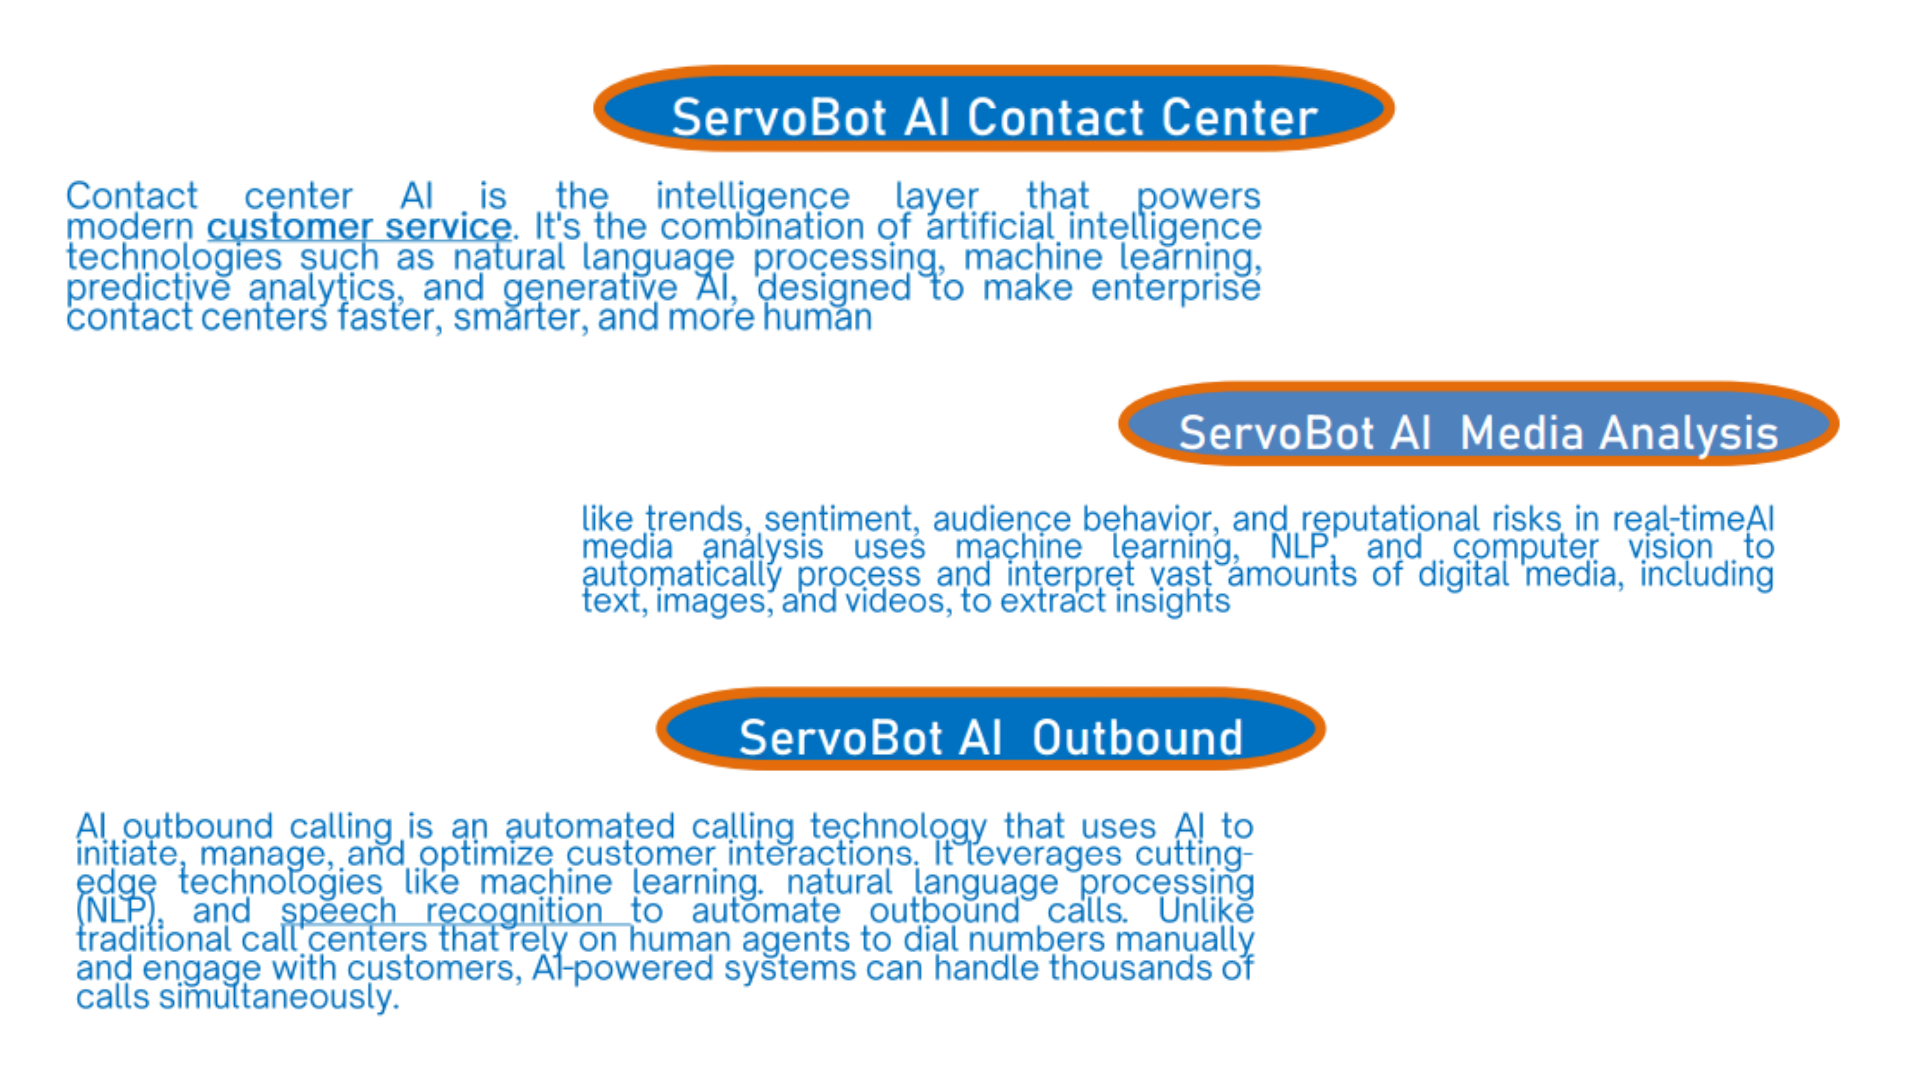 ServoBot AI Contact Center
Contact center AI is the intelligence layer that powers
modern customer service. It's the combination of artificial intelligence
technologies such as natural language processing, machine learning,
predictive analytics, and generative AI, designed to make enterprise
contact centers faster, smarter, and more human
ServoBot AI  Media Analysis
like trends, sentiment, audience behavior, and reputational risks in real-timeAI
media analysis uses machine learning, NLP, and computer vision to
automatically process and interpret vast amounts of digital media, including
text, images, and videos, to extract insights
ServoBot AI  Outbound
AI outbound calling is an automated calling technology that uses AI to
initiate, manage, and optimize customer interactions. It leverages cutting-
edge technologies like machine learning. natural language processing
(NLP), and speech recognition to automate outbound calls. Unlike
traditional call centers that rely on human agents to dial numbers manually
and engage with customers, AI-powered systems can handle thousands of
calls simultaneously.